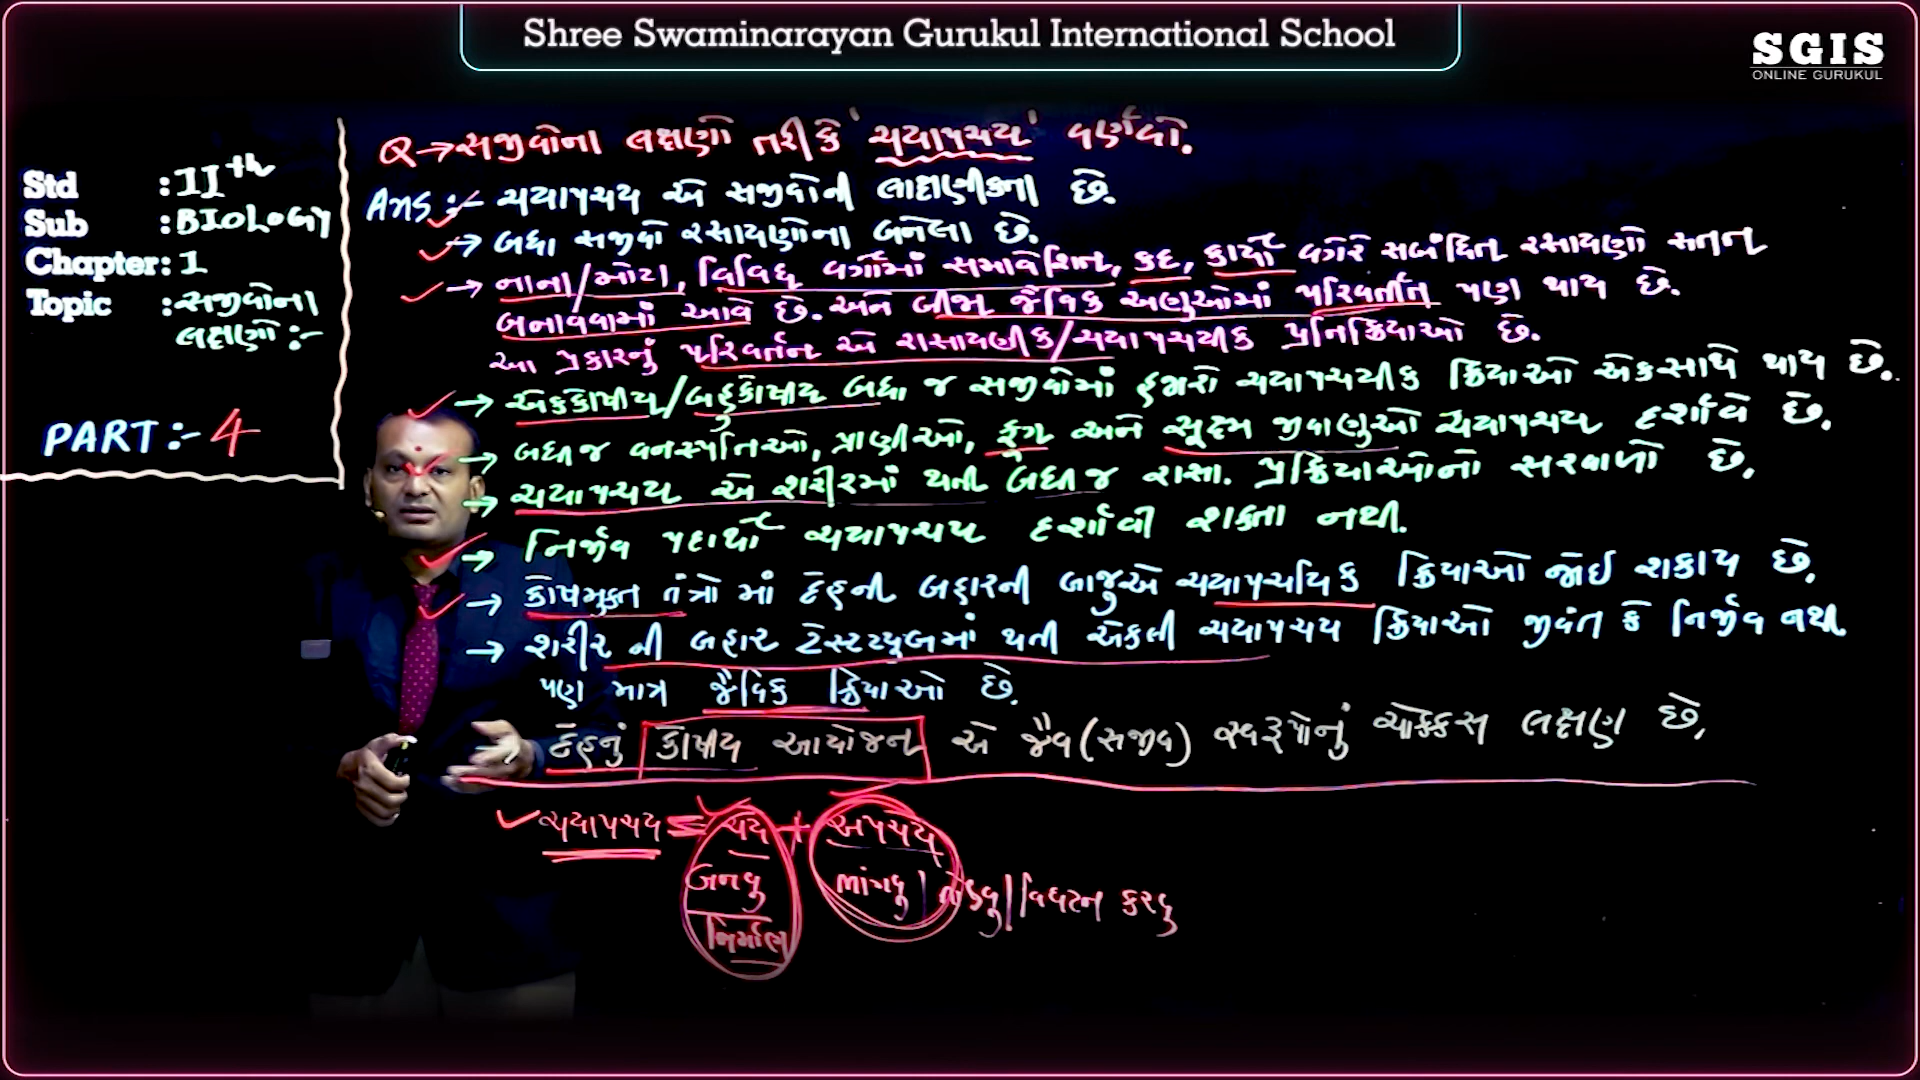 Shree Swaminarayan Gurukul International School
SGIS
ONLINE GURUKUL
Std : 11th
Sub : BIOLOGY
Chapter : 1
Topic : સજીવોના
લક્ષણો :-
PART :- 4
Q → સજીવોના લક્ષણો તરીકે 'ચયાપચય' વર્ણવો.
Ans :- ચયાપચય એ સજીવોની લાક્ષણીકતા છે.
→ બધા સજીવો રસાયણોના બનેલા છે.
→ નાના/મોટા, વિવિધ વર્ગોમાં સમાવેશિત, કદ, કાર્યો વગેરે સબંધિત રસાયણો સતત
બનાવવામાં આવે છે. અને બીજા જૈવિક અણુઓમાં પરિવર્તીત પણ થાય છે.
આ પ્રકારનું પરિવર્તન એ રાસાયણીક/ચયાપચયીક પ્રતિક્રિયાઓ છે.
→ એકકોષીય/બહુકોષીય બધા જ સજીવોમાં હજારો ચયાપચયીક ક્રિયાઓ એકસાથે થાય છે.
→ બધા જ વનસ્પતિઓ, પ્રાણીઓ, ફુગ અને સૂક્ષ્મ જીવાણુઓ ચયાપચય દર્શાવે છે.
→ ચયાપચય એ શરીરમાં થતી બધી જ રાસા. પ્રક્રિયાઓનો સરવાળો છે.
→ નિર્જીવ પદાર્થો ચયાપચય દર્શાવી શકતા નથી.
→ કોષમુક્ત તંત્રો માં દેહની બહારની બાજુએ ચયાપચયિક ક્રિયાઓ જોઈ શકાય છે.
→ શરીર ની બહાર ટેસ્ટટ્યુબમાં થતી એકલી ચયાપચય ક્રિયાઓ જીવંત કે નિર્જીવ નથી.
પણ માત્ર જૈવિક ક્રિયાઓ છે.
→ દેહનું કોષીય આયોજન એ જૈવ (સજીવ) સ્વરૂપોનું ચોક્કસ લક્ષણ છે.
ચયાપચય = ચય + અપચય
બનવુ ભાંગવુ | તોડવુ | વિઘટન કરવુ
નિર્માણ